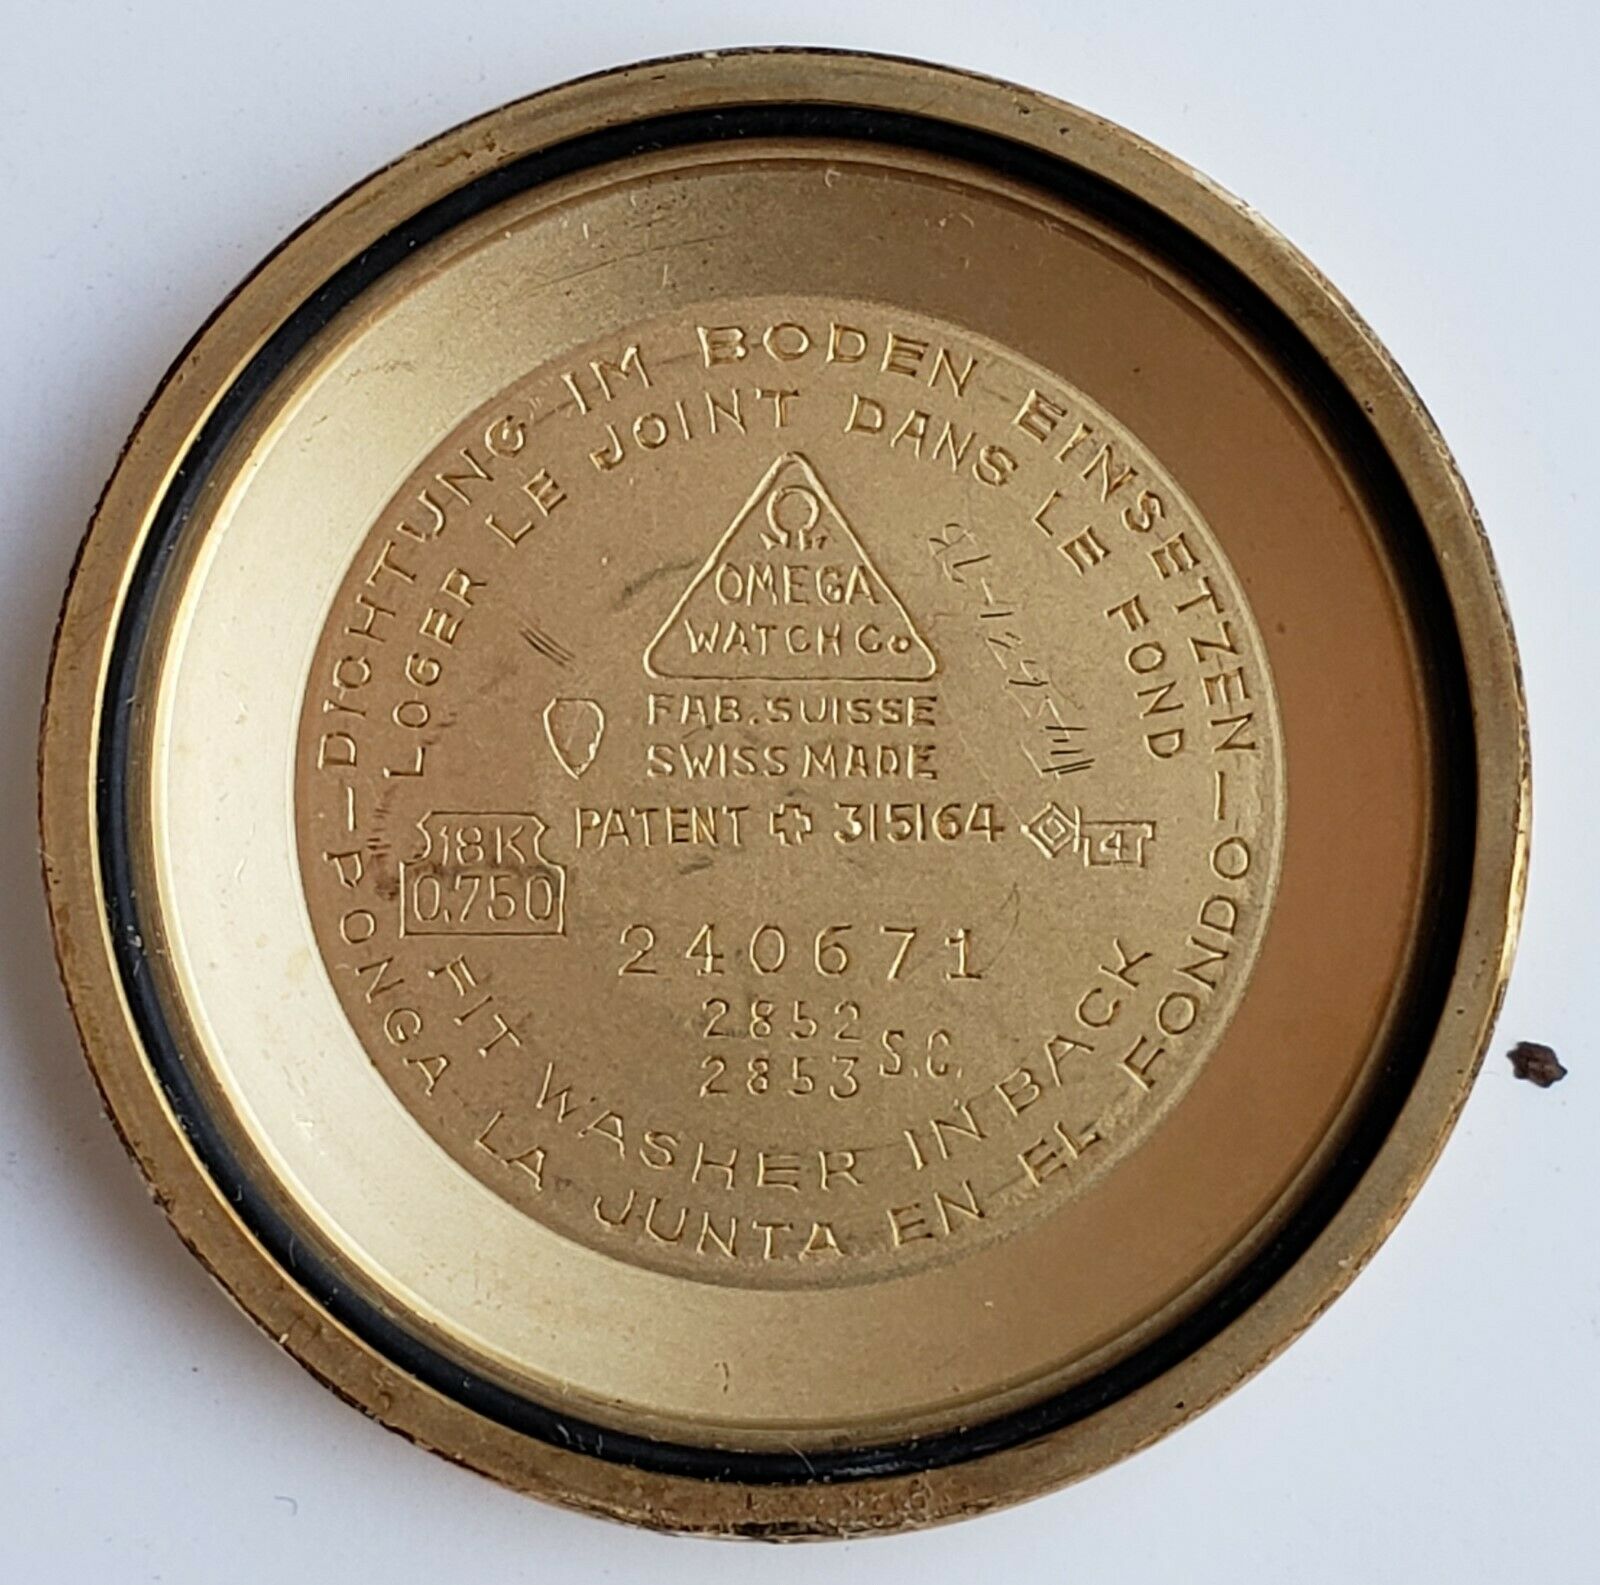 DICHTUNG IM BODEN EINSETZEN
LOGER LE JOINT DANS LE FOND
Ω
OMEGA
WATCH Co
FAB. SUISSE
SWISS MADE
PATENT ✚ 315164
4
18K
0,750
240671
2852
2853 S.C.
FIT WASHER IN BACK
PONGA LA JUNTA EN EL FONDO